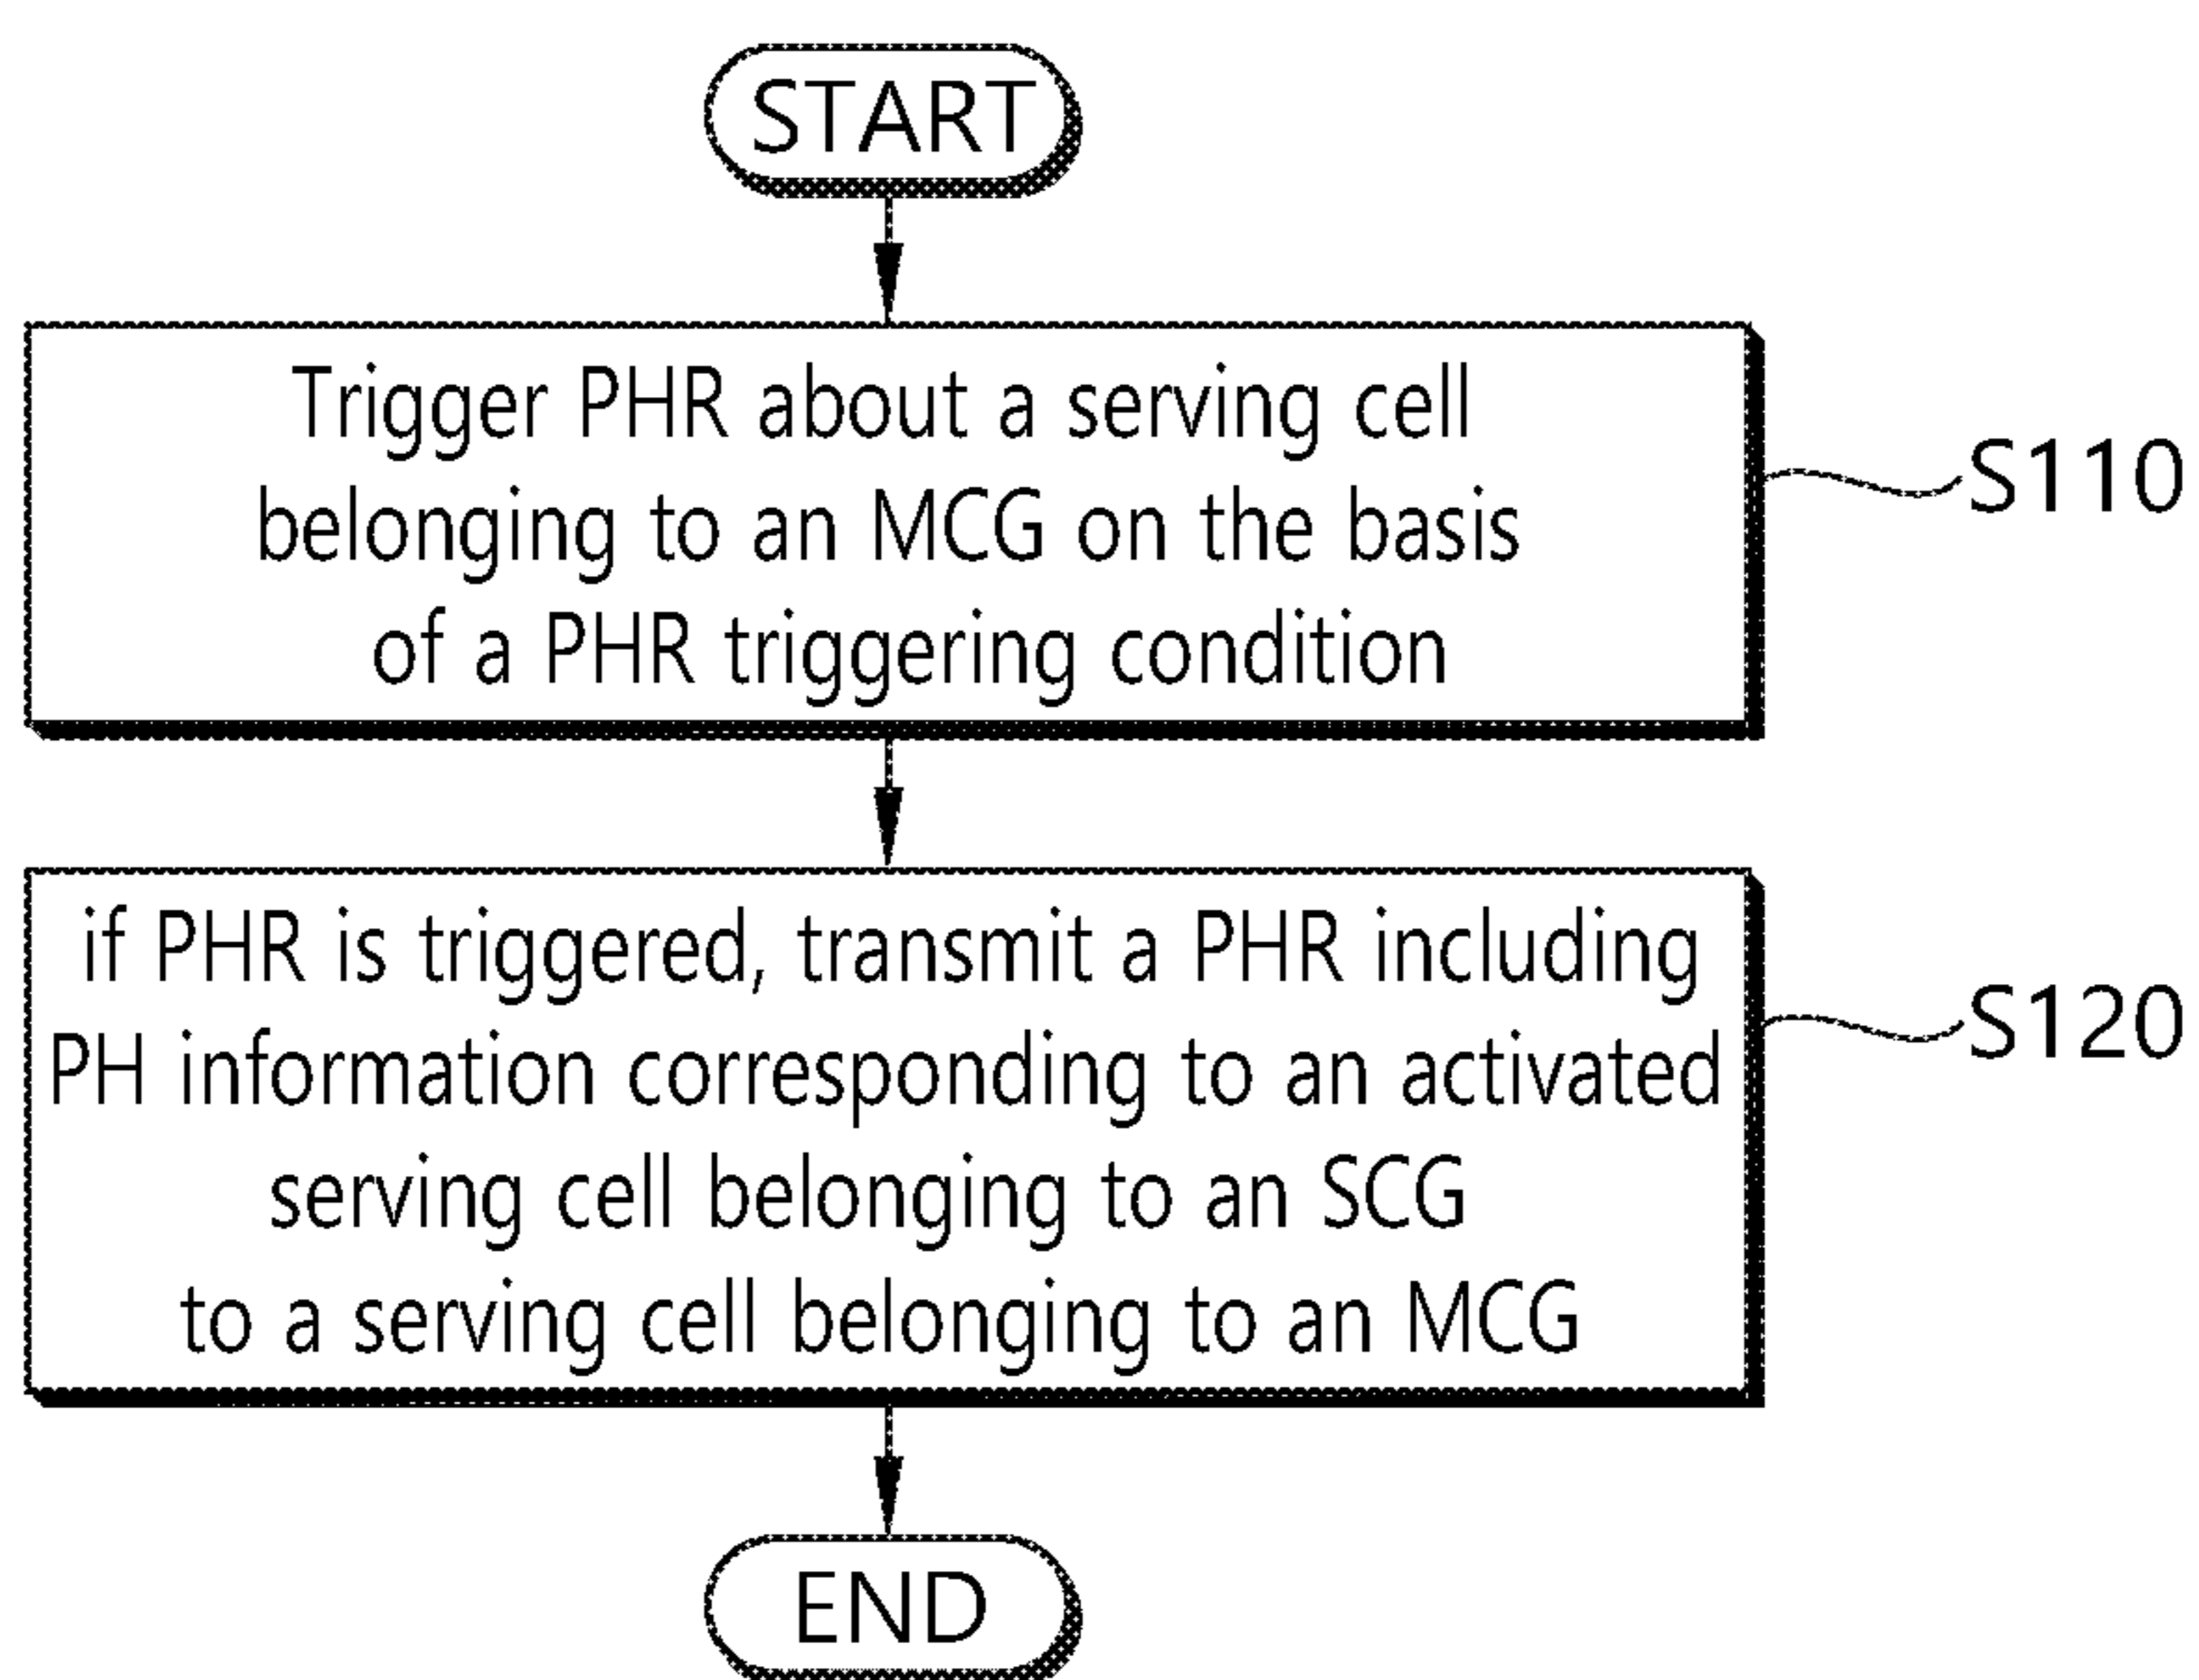 START
Trigger PHR about a serving cell
belonging to an MCG on the basis
of a PHR triggering condition
S110
if PHR is triggered, transmit a PHR including
PH information corresponding to an activated
serving cell belonging to an SCG
to a serving cell belonging to an MCG
S120
END